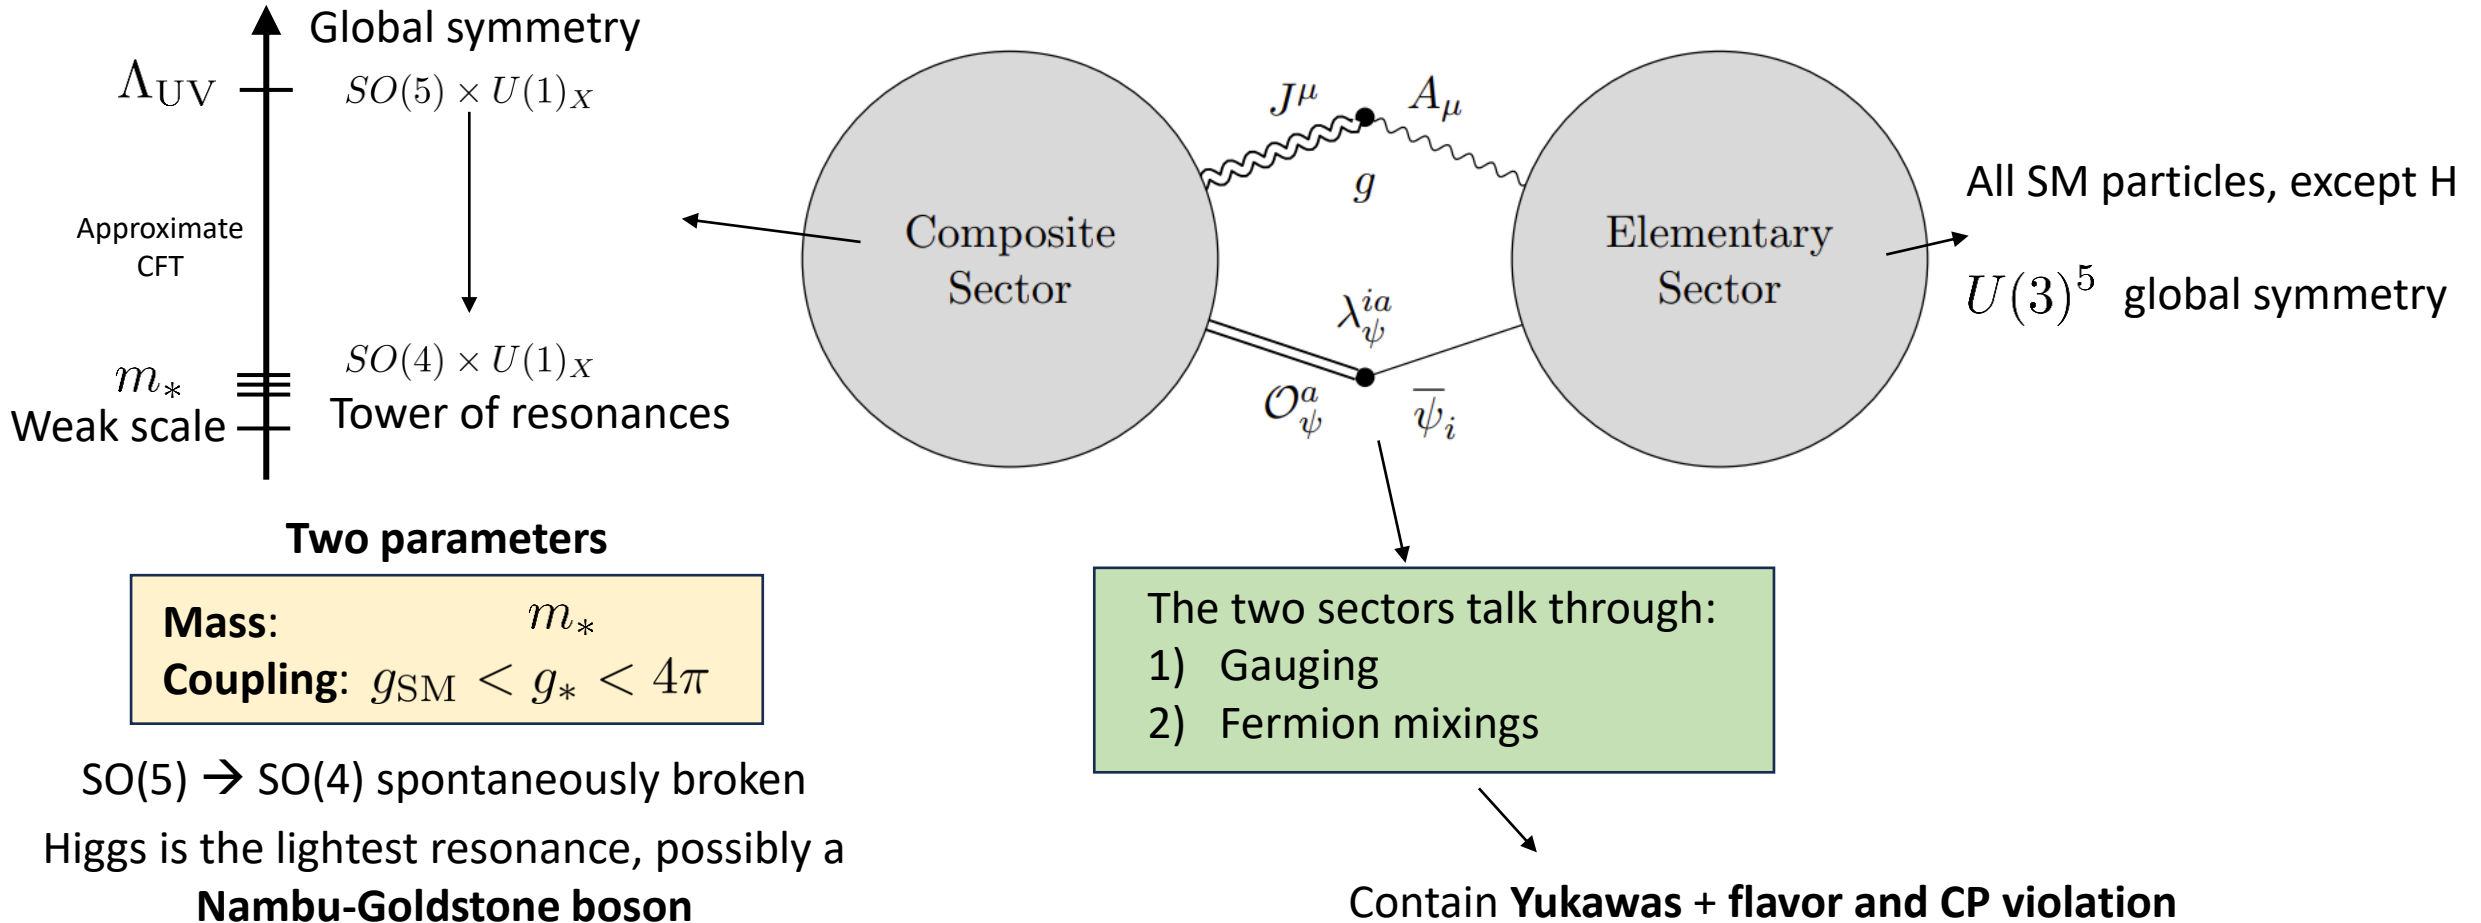 Global symmetry
Λ_UV
SO(5) × U(1)_X
Approximate
CFT
SO(4) × U(1)_X
m_*
Tower of resonances
Weak scale
Two parameters
Mass: m_*
Coupling: g_SM < g_* < 4π
SO(5) → SO(4) spontaneously broken
Higgs is the lightest resonance, possibly a
Nambu-Goldstone boson
Composite
Sector
J^μ
A_μ
g
λ_ψ^{ia}
𝒪_ψ^a
ψ̅_i
Elementary
Sector
All SM particles, except H
U(3)^5 global symmetry
The two sectors talk through:
1) Gauging
2) Fermion mixings
Contain Yukawas + flavor and CP violation